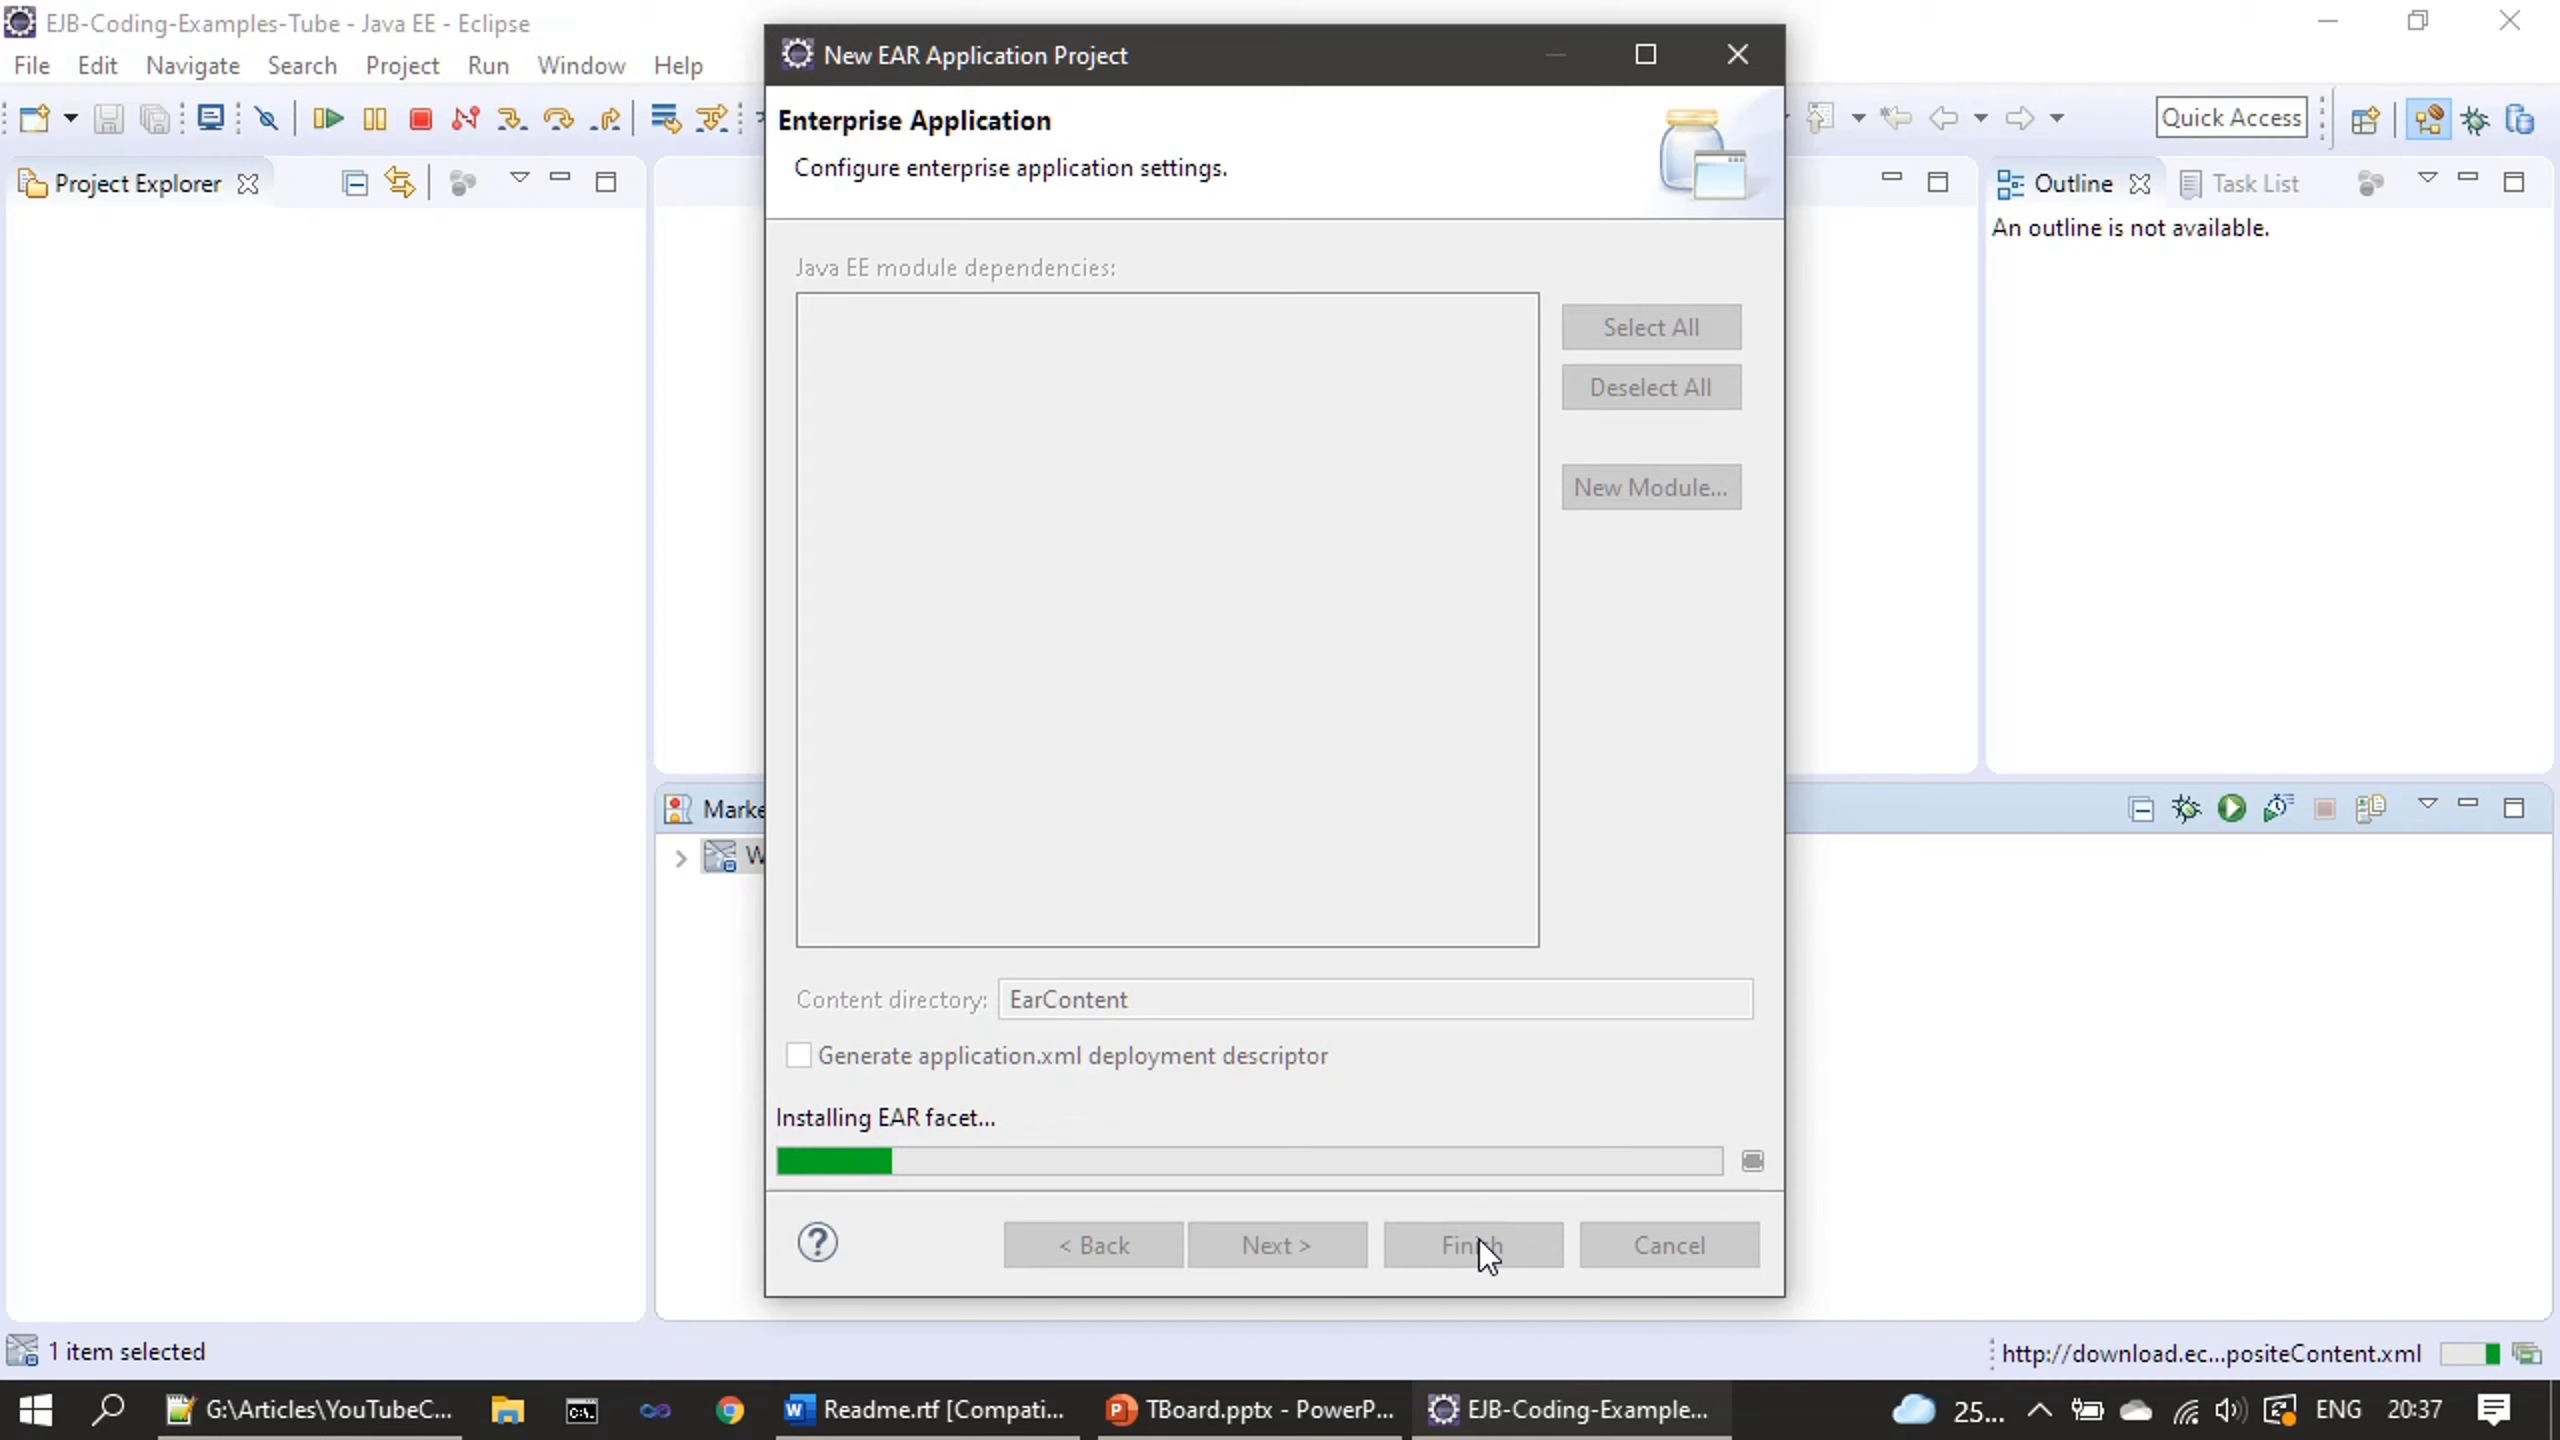 EJB-Coding-Examples-Tube - Java EE - Eclipse
File Edit Navigate Search Project Run Window Help
New EAR Application Project
Enterprise Application
Configure enterprise application settings.
Quick Access
Project Explorer
Outline
Task List
An outline is not available.
Java EE module dependencies:
Select All
Deselect All
New Module...
Marke
W
Content directory: EarContent
Generate application.xml deployment descriptor
Installing EAR facet...
< Back
Next >
Finish
Cancel
1 item selected
http://download.ec...positeContent.xml
G:\Articles\YouTubeC...
Readme.rtf [Compati...
TBoard.pptx - PowerP...
EJB-Coding-Example...
25...
ENG
20:37